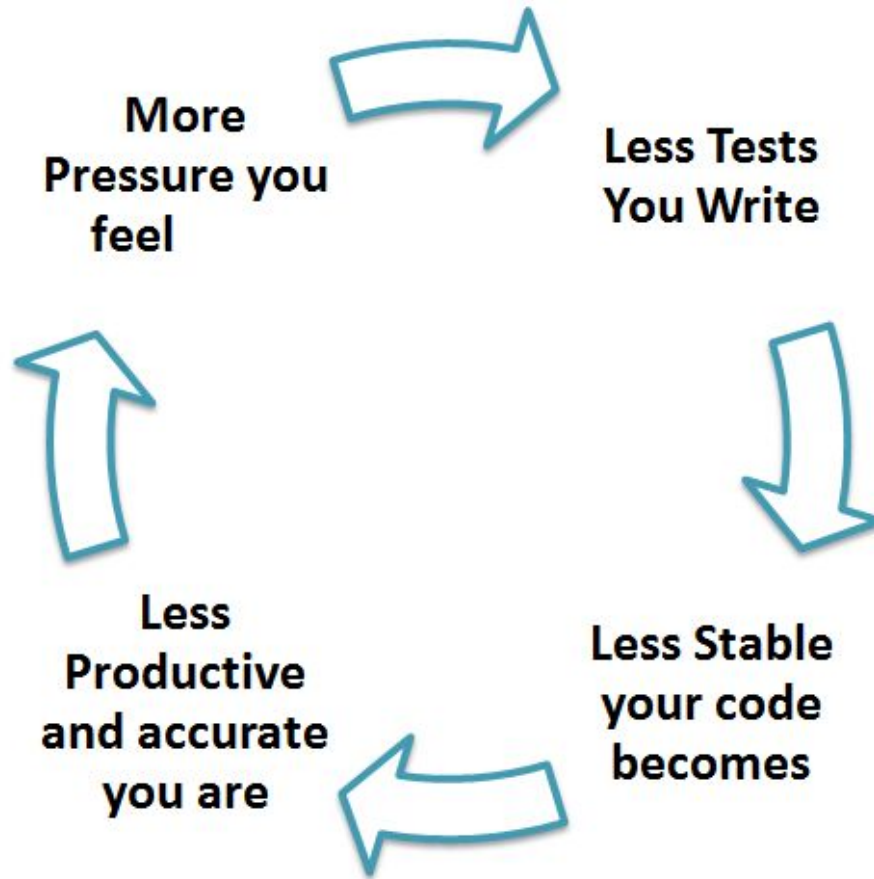 More
Pressure you
feel
Less Tests
You Write
Less Stable
your code
becomes
Less
Productive
and accurate
you are